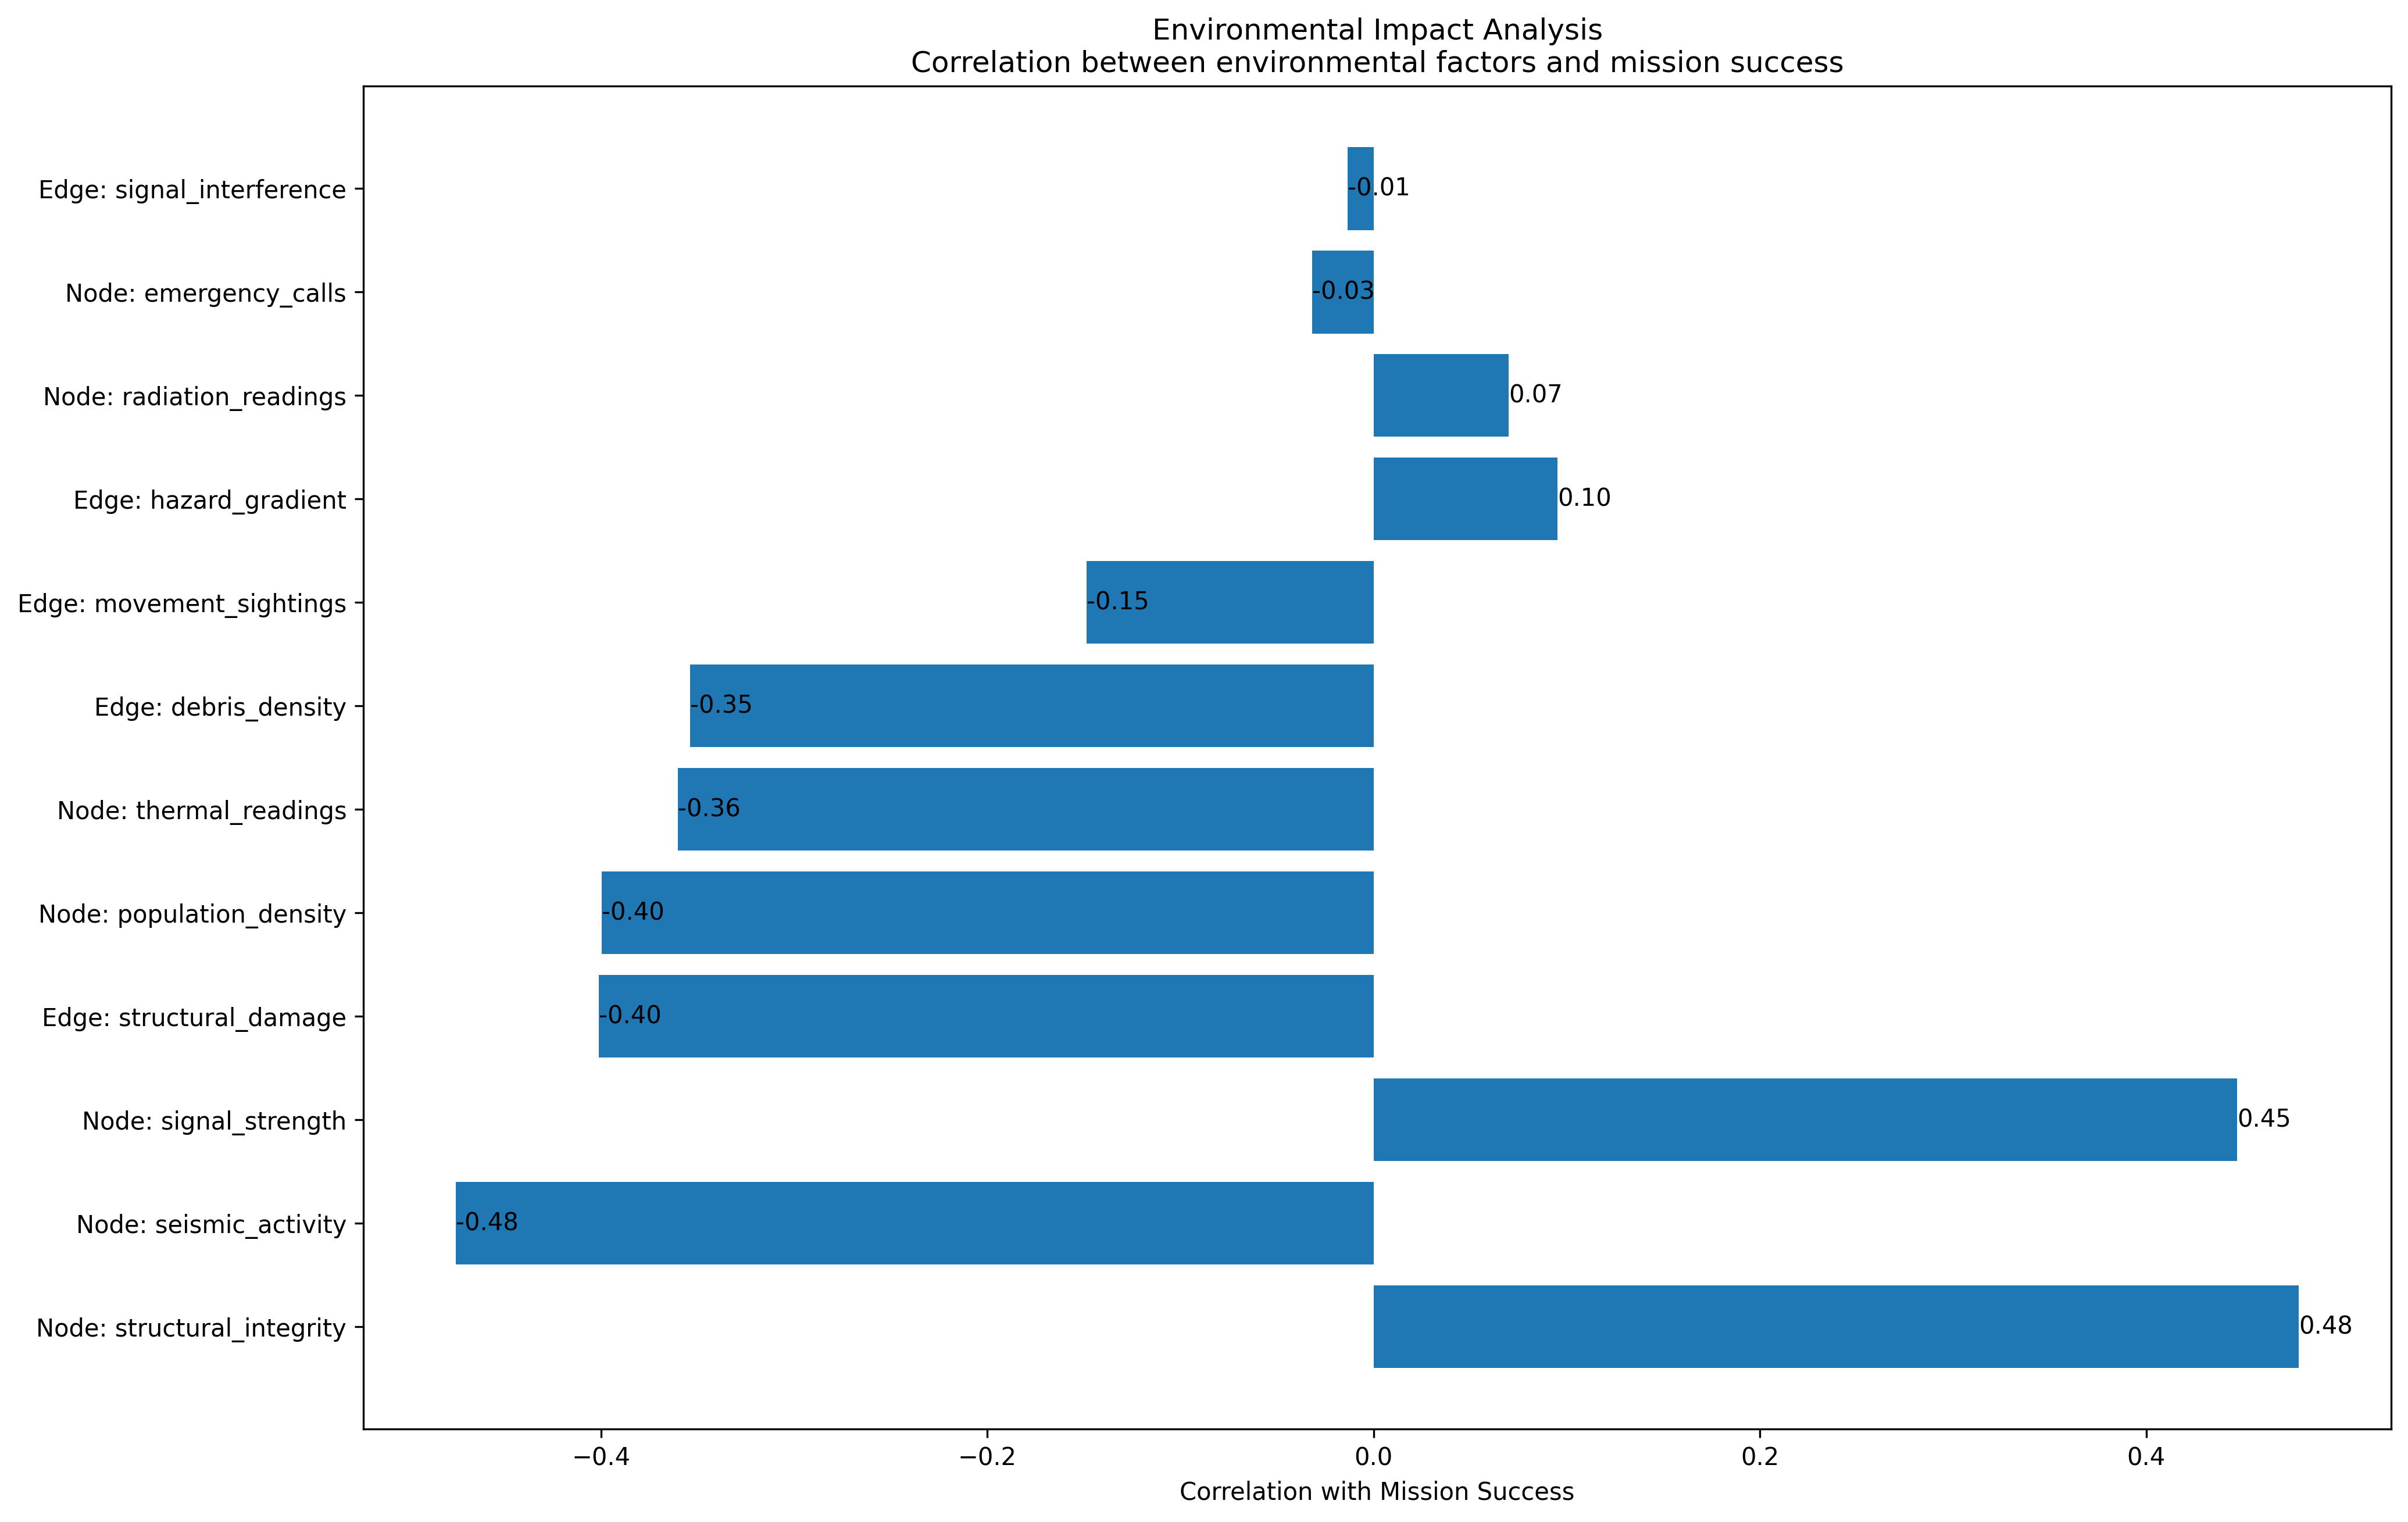 Environmental Impact Analysis
Correlation between environmental factors and mission success
Edge: signal_interference
-0.01
Node: emergency_calls
-0.03
Node: radiation_readings
0.07
Edge: hazard_gradient
0.10
Edge: movement_sightings
-0.15
Edge: debris_density
-0.35
Node: thermal_readings
-0.36
Node: population_density
-0.40
Edge: structural_damage
-0.40
Node: signal_strength
0.45
Node: seismic_activity
-0.48
Node: structural_integrity
0.48
−0.4 −0.2 0.0 0.2 0.4
Correlation with Mission Success